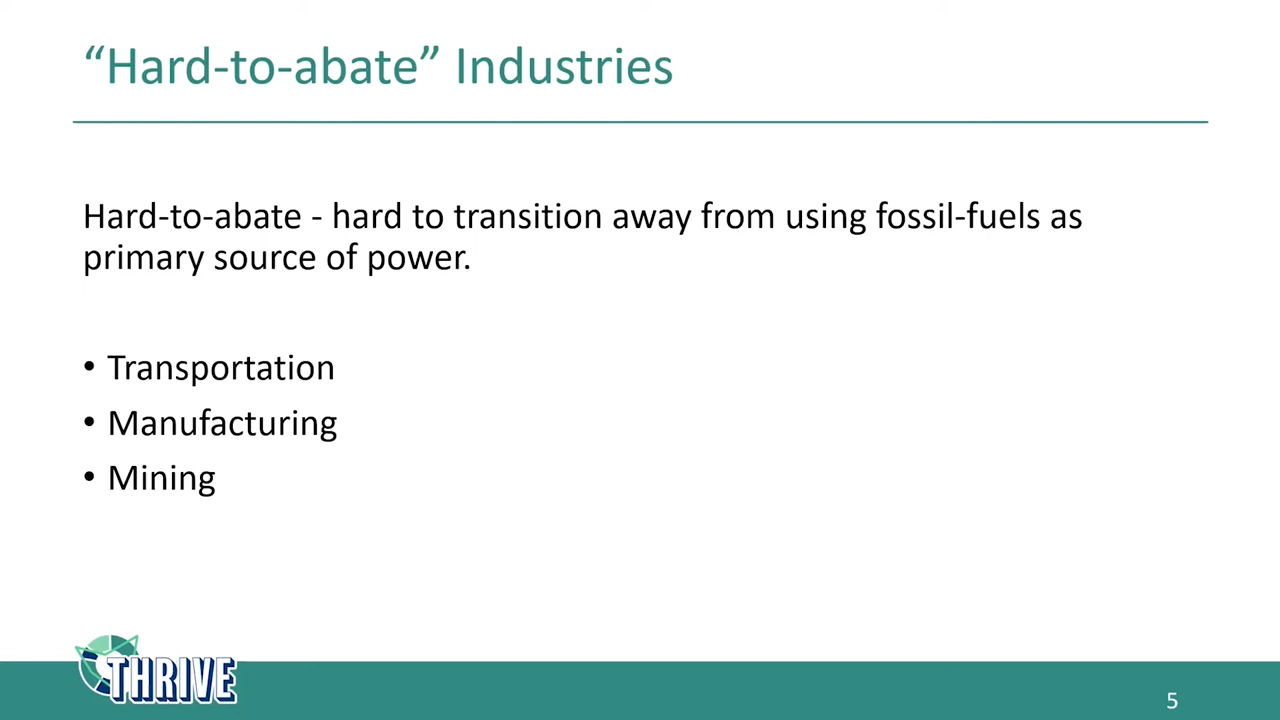 “Hard-to-abate” Industries
Hard-to-abate - hard to transition away from using fossil-fuels as
primary source of power.
• Transportation
• Manufacturing
• Mining
THRIVE
5